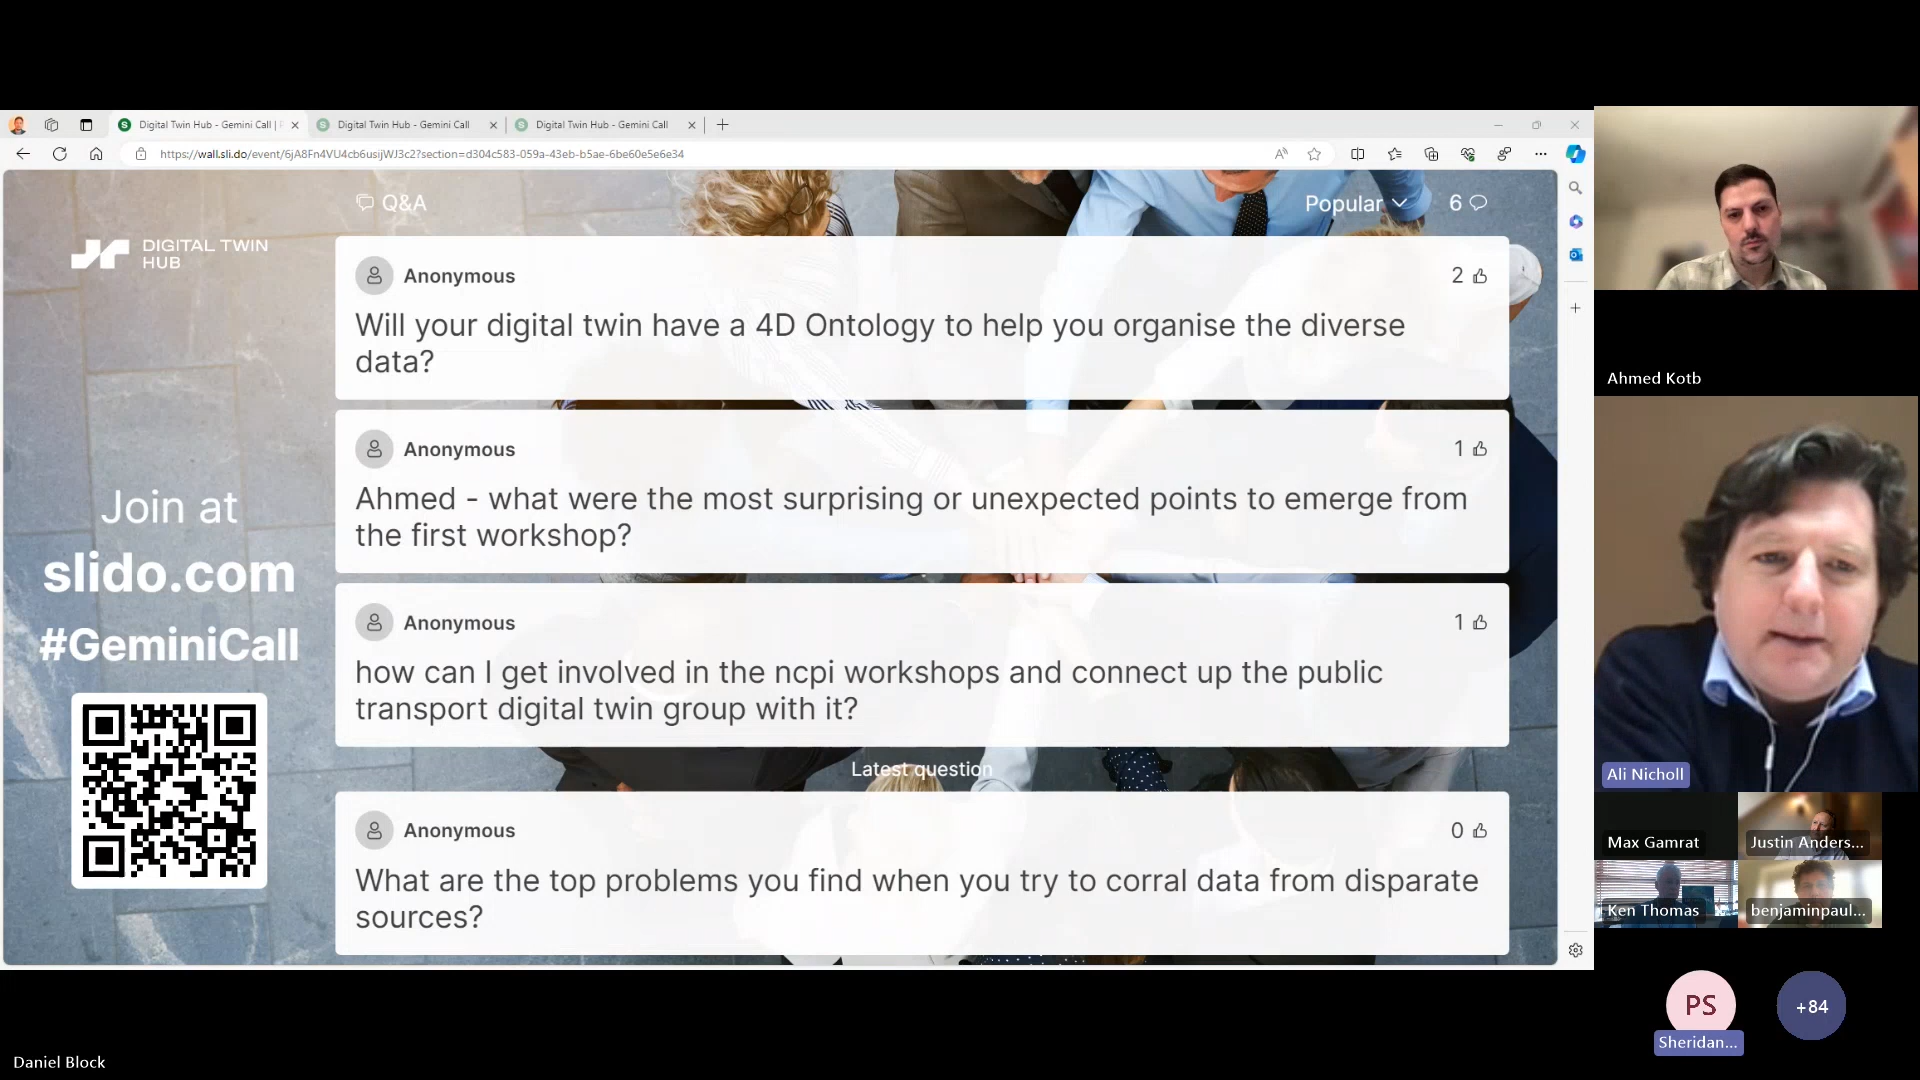 Digital Twin Hub - Gemini Call |
Digital Twin Hub - Gemini Call
Digital Twin Hub - Gemini Call
https://wall.sli.do/event/6jA8Fn4VU4cb6usijWJ3c2?section=d304c583-059a-43eb-b5ae-6be60e5e6e34
Q&A
Popular
6
DIGITAL TWIN
HUB
Join at
slido.com
#GeminiCall
Anonymous
2
Will your digital twin have a 4D Ontology to help you organise the diverse
data?
Anonymous
1
Ahmed - what were the most surprising or unexpected points to emerge from
the first workshop?
Anonymous
1
how can I get involved in the ncpi workshops and connect up the public
transport digital twin group with it?
Latest question
Anonymous
0
What are the top problems you find when you try to corral data from disparate
sources?
Ahmed Kotb
Ali Nicholl
Max Gamrat
Justin Anders...
Ken Thomas
benjaminpaul...
PS
Sheridan...
+84
Daniel Block